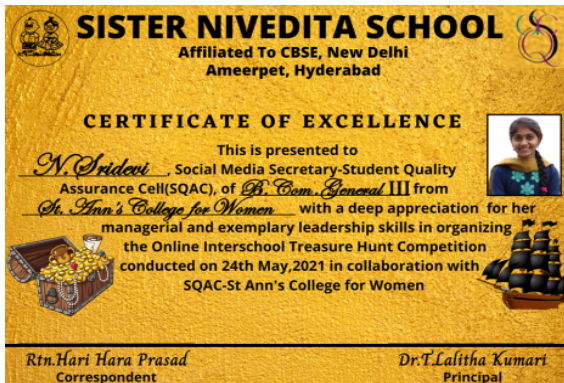 SISTER NIVEDITA SCHOOL
Affiliated To CBSE, New Delhi
Ameerpet, Hyderabad
CERTIFICATE OF EXCELLENCE
This is presented to
N.Sridevi, Social Media Secretary-Student Quality
Assurance Cell(SQAC), of B.Com.General III from
St. Ann's College for Women with a deep appreciation for her
managerial and exemplary leadership skills in organizing
the Online Interschool Treasure Hunt Competition
conducted on 24th May,2021 in collaboration with
SQAC-St Ann's College for Women
Rtn.Hari Hara Prasad
Correspondent
Dr.T.Lalitha Kumari
Principal